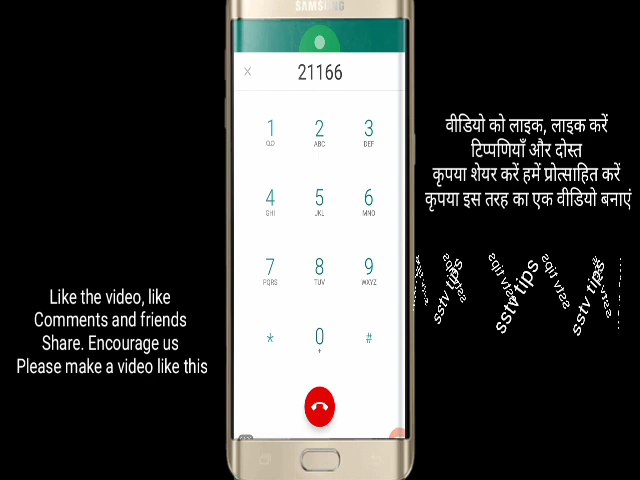 SAMSUNG
21166
1
2 ABC
3 DEF
4 GHI
5 JKL
6 MNO
7 PQRS
8 TUV
9 WXYZ
*
0 +
#
वीडियो को लाइक, लाइक करें
टिप्पणियाँ और दोस्त
कृपया शेयर करें हमें प्रोत्साहित करें
कृपया इस तरह का एक वीडियो बनाएं
Like the video, like
Comments and friends
Share. Encourage us
Please make a video like this
sstv tips
sstv tips
sstv tips